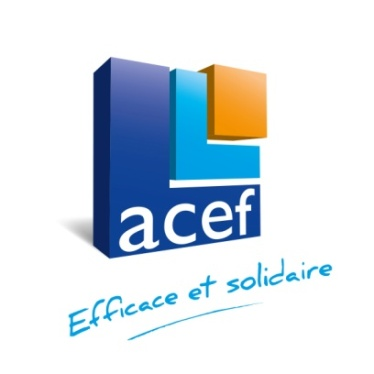 acef
Efficace et solidaire